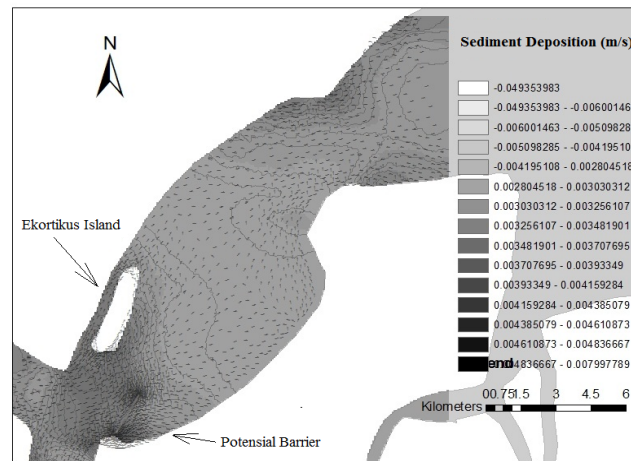 N
Sediment Deposition (m/s)
-0.049353983
-0.049353983 - -0.00600146
-0.006001463 - -0.00509828
-0.005098285 - -0.00419510
-0.004195108 - 0.002804518
0.002804518 - 0.003030312
0.003030312 - 0.003256107
0.003256107 - 0.003481901
0.003481901 - 0.003707695
0.003707695 - 0.00393349
0.00393349 - 0.004159284
0.004159284 - 0.004385079
0.004385079 - 0.004610873
0.004610873 - 0.004836667
004836667 - 0.007997789
Ekortikus Island
Potensial Barrier
0 0.75 1.5 3 4.5 6
Kilometers